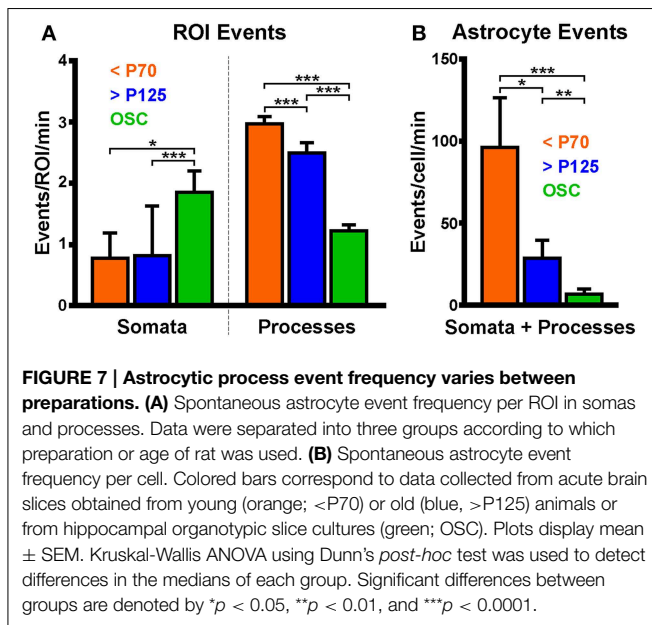 A ROI Events
< P70
> P125
OSC
Events/ROI/min
4
3
2
1
0
*
***
***
***
***
Somata Processes
B Astrocyte Events
< P70
> P125
OSC
Events/cell/min
150
100
50
0
***
*
**
Somata + Processes
FIGURE 7 | Astrocytic process event frequency varies between
preparations. (A) Spontaneous astrocyte event frequency per ROI in somas
and processes. Data were separated into three groups according to which
preparation or age of rat was used. (B) Spontaneous astrocyte event
frequency per cell. Colored bars correspond to data collected from acute brain
slices obtained from young (orange; <P70) or old (blue, >P125) animals or
from hippocampal organotypic slice cultures (green; OSC). Plots display mean
± SEM. Kruskal-Wallis ANOVA using Dunn's post-hoc test was used to detect
differences in the medians of each group. Significant differences between
groups are denoted by *p < 0.05, **p < 0.01, and ***p < 0.0001.